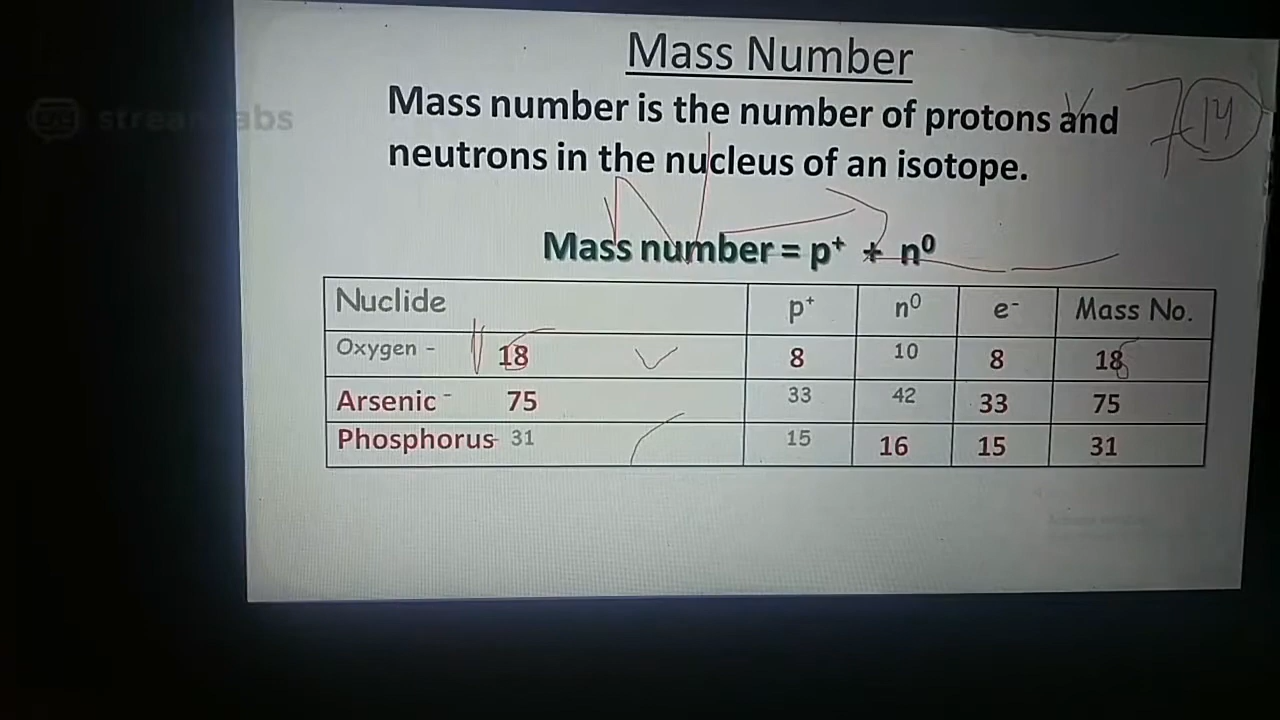 Mass Number
Mass number is the number of protons and
neutrons in the nucleus of an isotope.
14
Mass number = p⁺ + n⁰
Nuclide p⁺ n⁰ e⁻ Mass No.
Oxygen - 18 8 10 8 18
Arsenic - 75 33 42 33 75
Phosphorus- 31 15 16 15 31